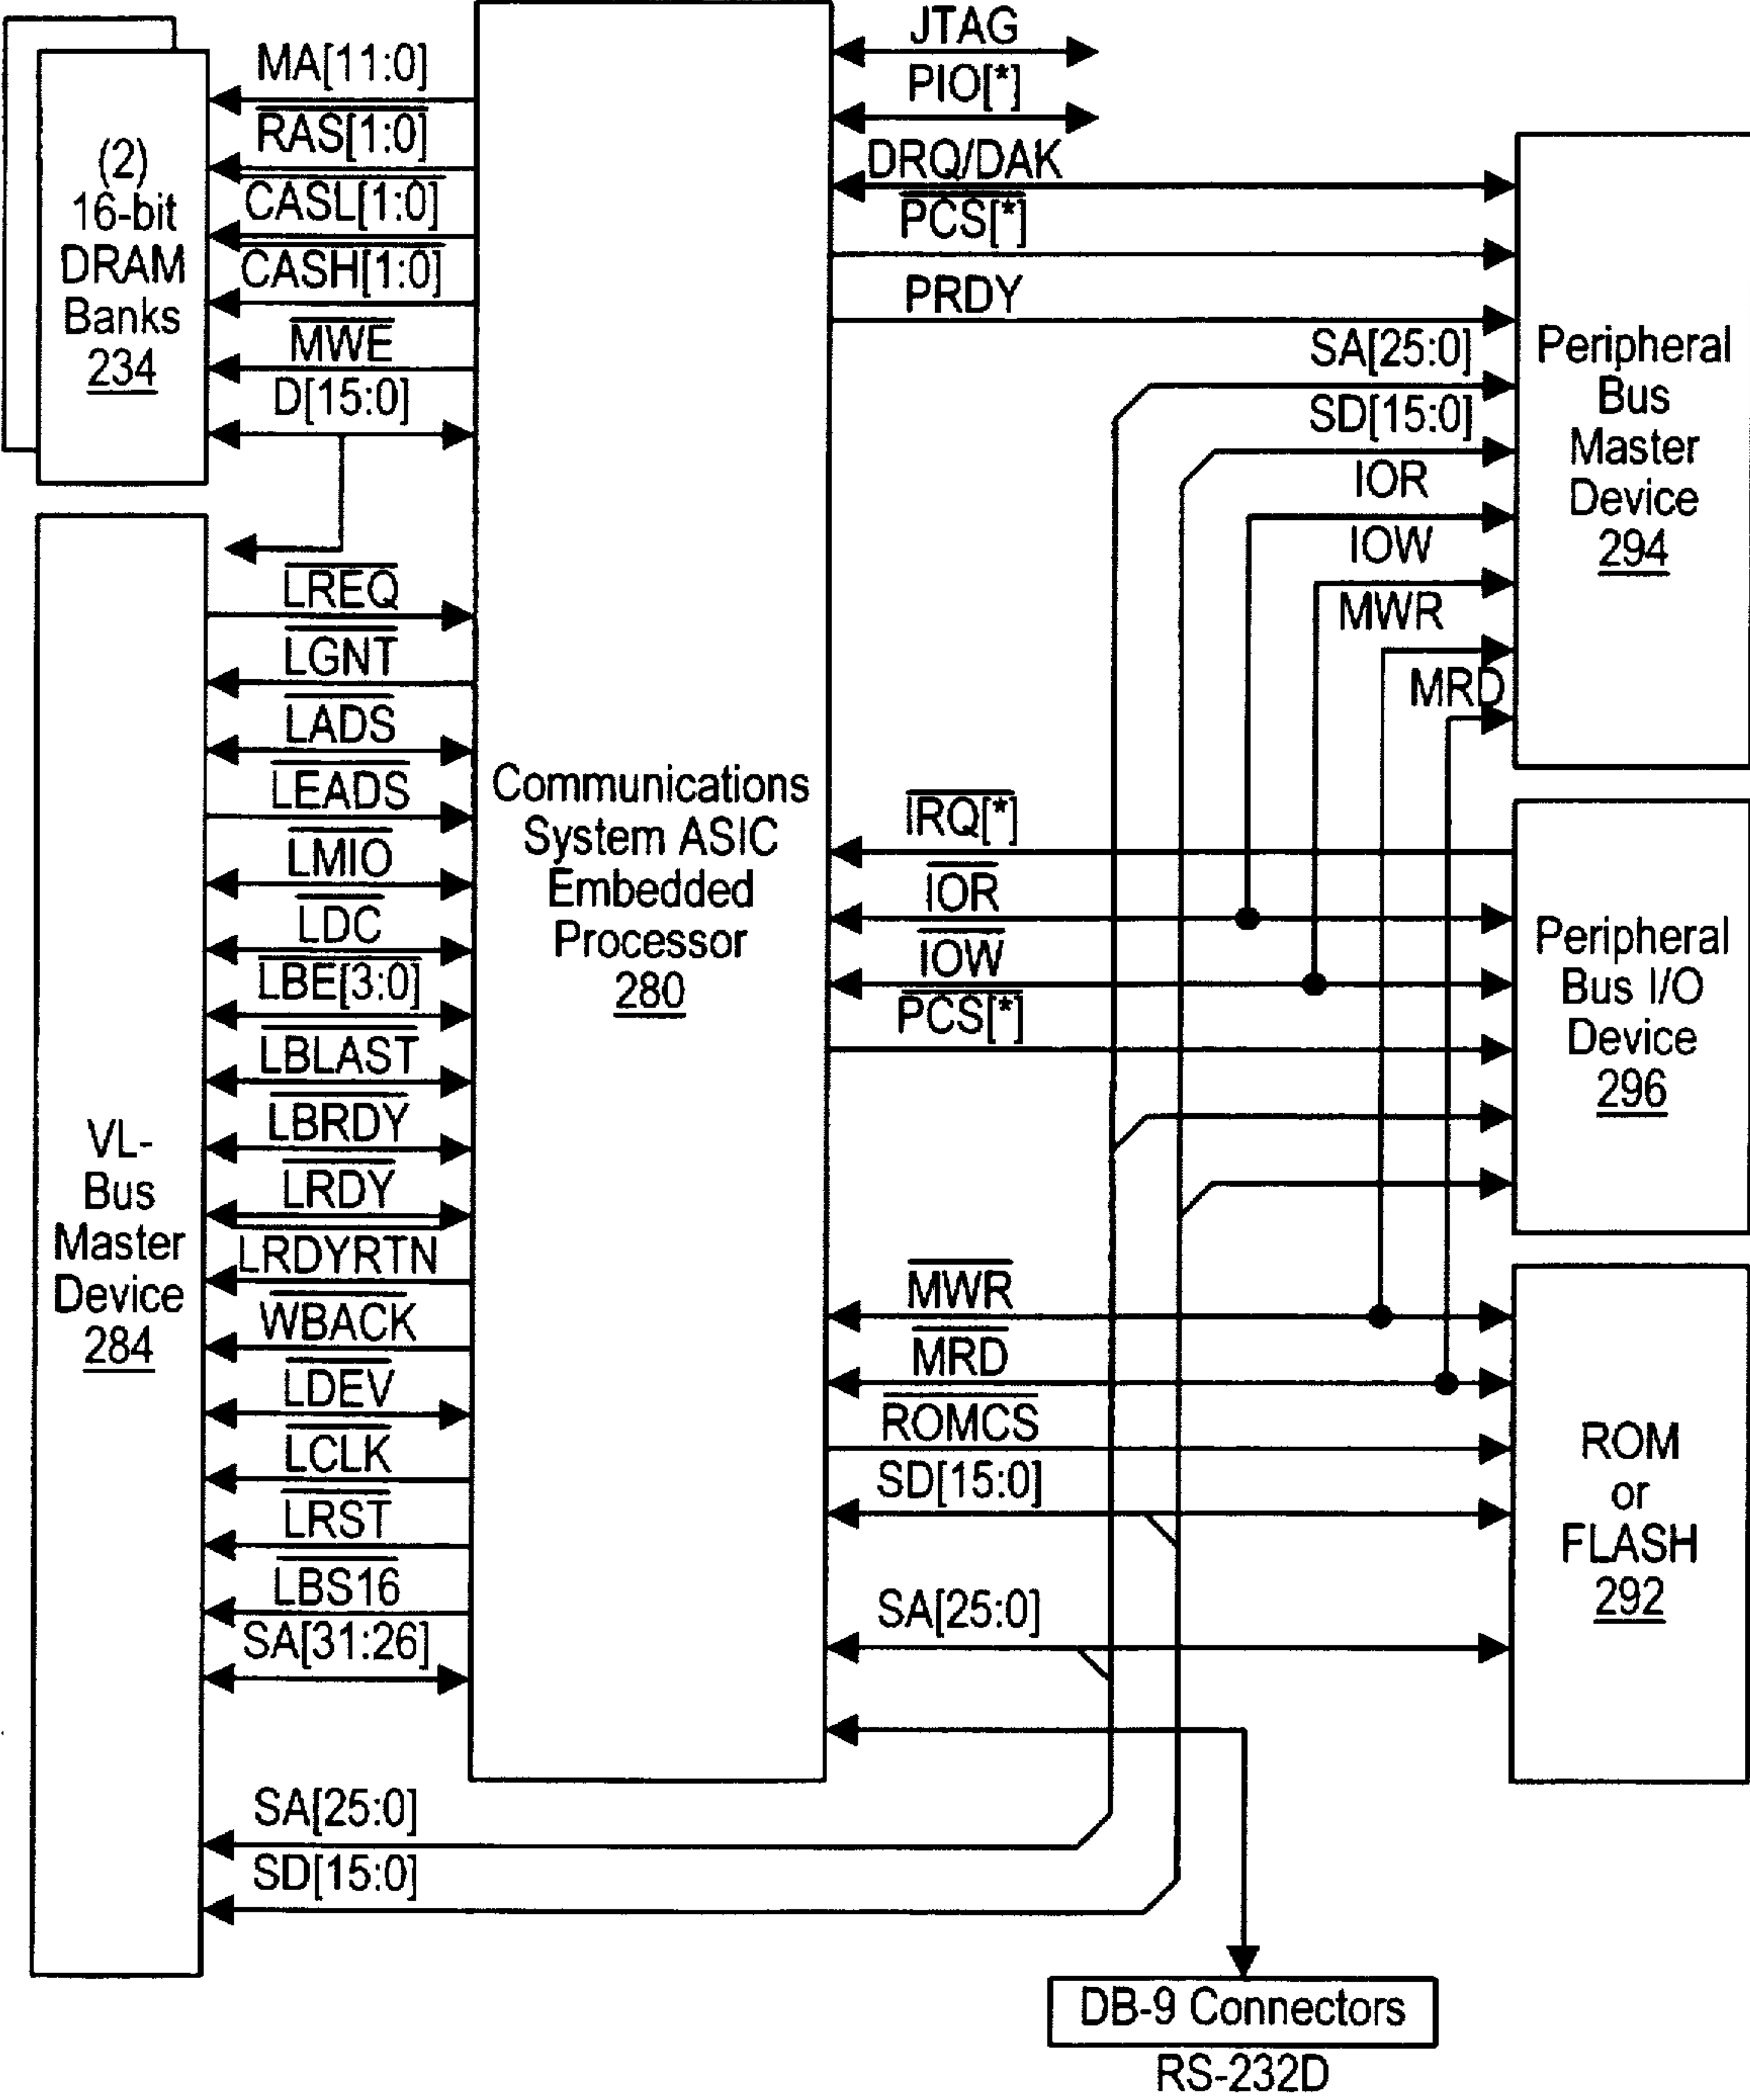 (2)
16-bit
DRAM
Banks
234
MA[11:0]
RAS[1:0]
CASL[1:0]
CASH[1:0]
MWE
D[15:0]
VL-
Bus
Master
Device
284
LREQ
LGNT
LADS
LEADS
LMIO
LDC
LBE[3:0]
LBLAST
LBRDY
LRDY
LRDYRTN
WBACK
LDEV
LCLK
LRST
LBS16
SA[31:26]
SA[25:0]
SD[15:0]
Communications
System ASIC
Embedded
Processor
280
JTAG
PIO[*]
DRQ/DAK
PCS[*]
PRDY
SA[25:0]
SD[15:0]
IOR
IOW
MWR
MRD
Peripheral
Bus
Master
Device
294
IRQ[*]
IOR
IOW
PCS[*]
Peripheral
Bus I/O
Device
296
MWR
MRD
ROMCS
SD[15:0]
SA[25:0]
ROM
or
FLASH
292
DB-9 Connectors
RS-232D